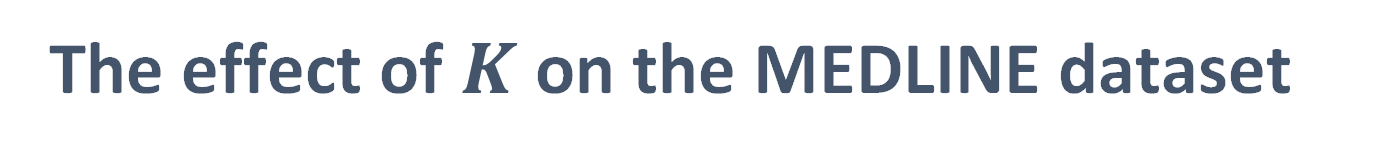 The effect of K on the MEDLINE dataset